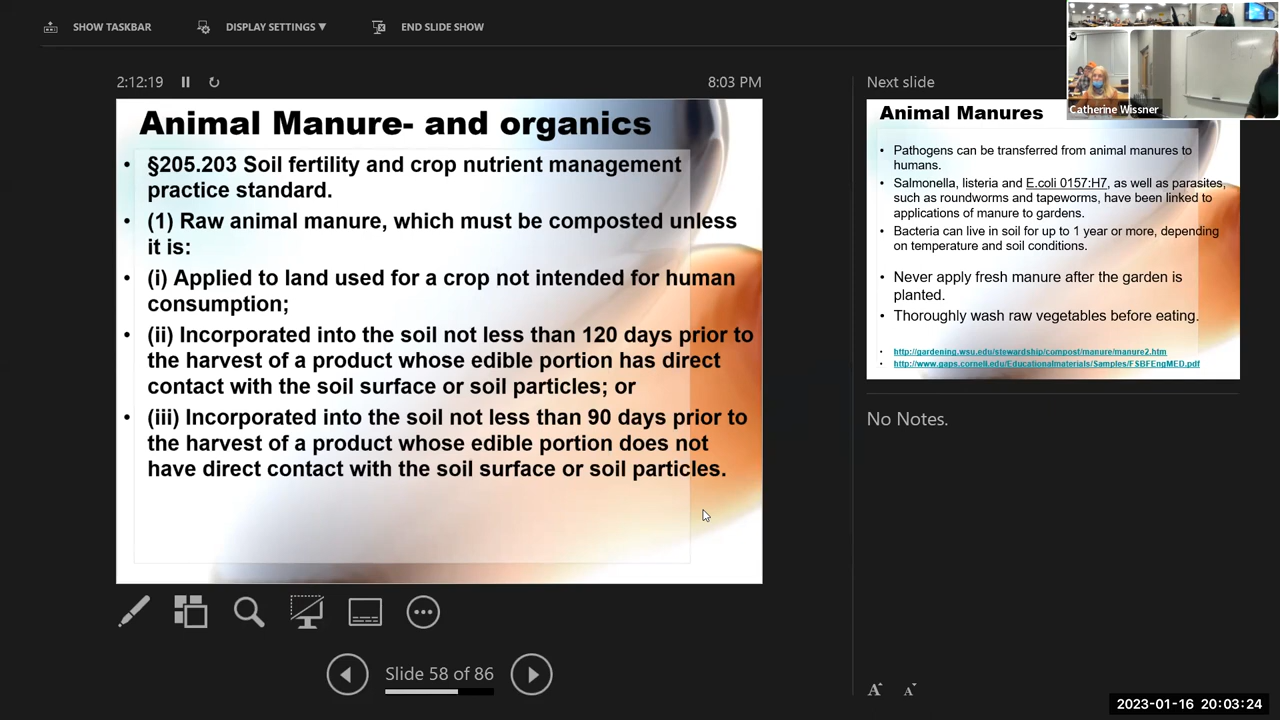 SHOW TASKBAR
DISPLAY SETTINGS ▼
END SLIDE SHOW
2:12:19
8:03 PM
Animal Manure- and organics
• §205.203 Soil fertility and crop nutrient management
practice standard.
• (1) Raw animal manure, which must be composted unless
it is:
• (i) Applied to land used for a crop not intended for human
consumption;
• (ii) Incorporated into the soil not less than 120 days prior to
the harvest of a product whose edible portion has direct
contact with the soil surface or soil particles; or
• (iii) Incorporated into the soil not less than 90 days prior to
the harvest of a product whose edible portion does not
have direct contact with the soil surface or soil particles.
Slide 58 of 86
Next slide
Catherine Wissner
Animal Manures
• Pathogens can be transferred from animal manures to
humans.
• Salmonella, listeria and E.coli 0157:H7, as well as parasites,
such as roundworms and tapeworms, have been linked to
applications of manure to gardens.
• Bacteria can live in soil for up to 1 year or more, depending
on temperature and soil conditions.
• Never apply fresh manure after the garden is
planted.
• Thoroughly wash raw vegetables before eating.
• http://gardening.wsu.edu/stewardship/compost/manure/manure2.htm
• http://www.gaps.cornell.edu/Educationalmaterials/Samples/FSBFEngMED.pdf
No Notes.
A A
2023-01-16 20:03:24